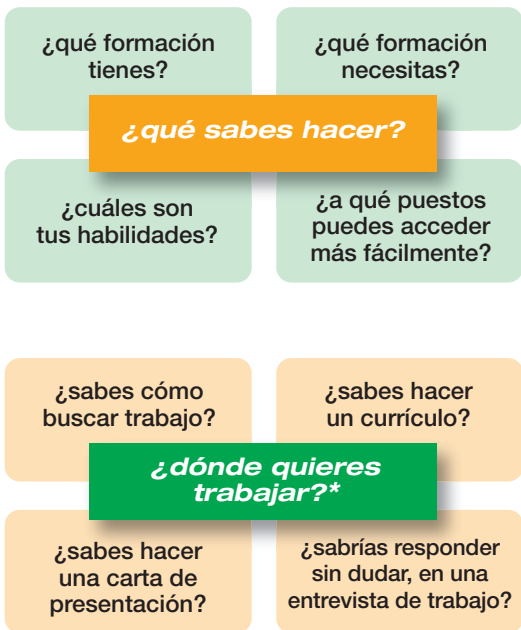 ¿qué formación
tienes?
¿qué formación
necesitas?
¿qué sabes hacer?
¿cuáles son
tus habilidades?
¿a qué puestos
puedes acceder
más fácilmente?
¿sabes cómo
buscar trabajo?
¿sabes hacer
un currículo?
¿dónde quieres
trabajar?*
¿sabes hacer
una carta de
presentación?
¿sabrías responder
sin dudar, en una
entrevista de trabajo?